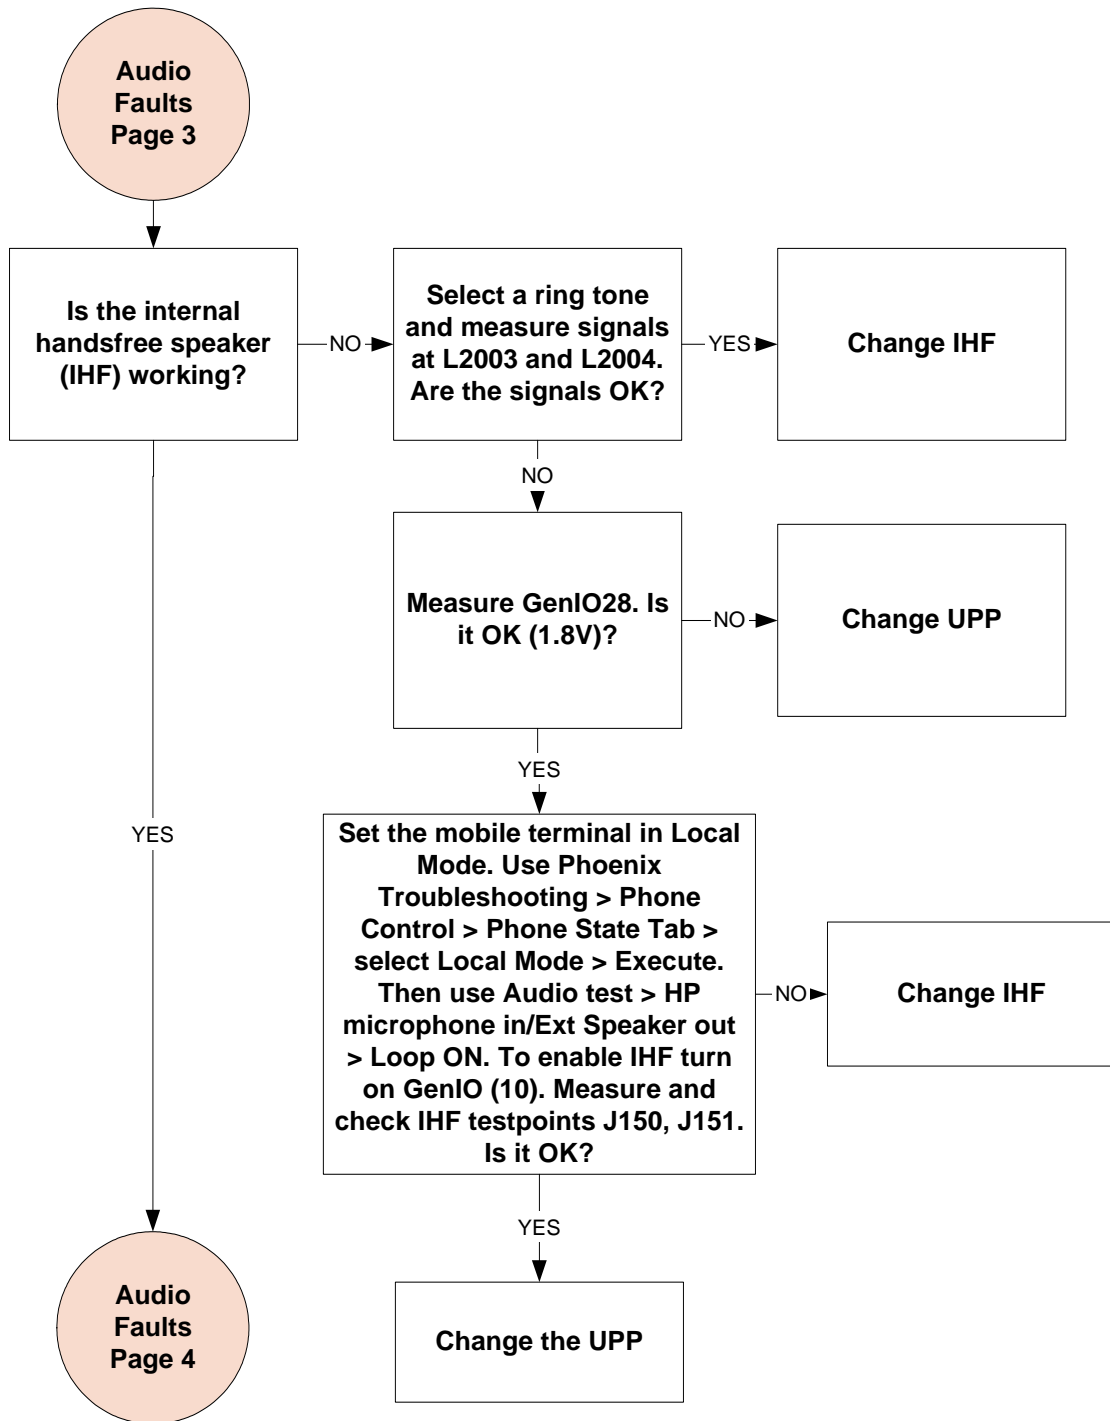 Audio
Faults
Page 3
Is the internal
handsfree speaker
(IHF) working?
NO
Select a ring tone
and measure signals
at L2003 and L2004.
Are the signals OK?
YES
Change IHF
NO
Measure GenIO28. Is
it OK (1.8V)?
NO
Change UPP
YES
YES
Set the mobile terminal in Local
Mode. Use Phoenix
Troubleshooting > Phone
Control > Phone State Tab >
select Local Mode > Execute.
Then use Audio test > HP
microphone in/Ext Speaker out
> Loop ON. To enable IHF turn
on GenIO (10). Measure and
check IHF testpoints J150, J151.
Is it OK?
NO
Change IHF
YES
Change the UPP
Audio
Faults
Page 4